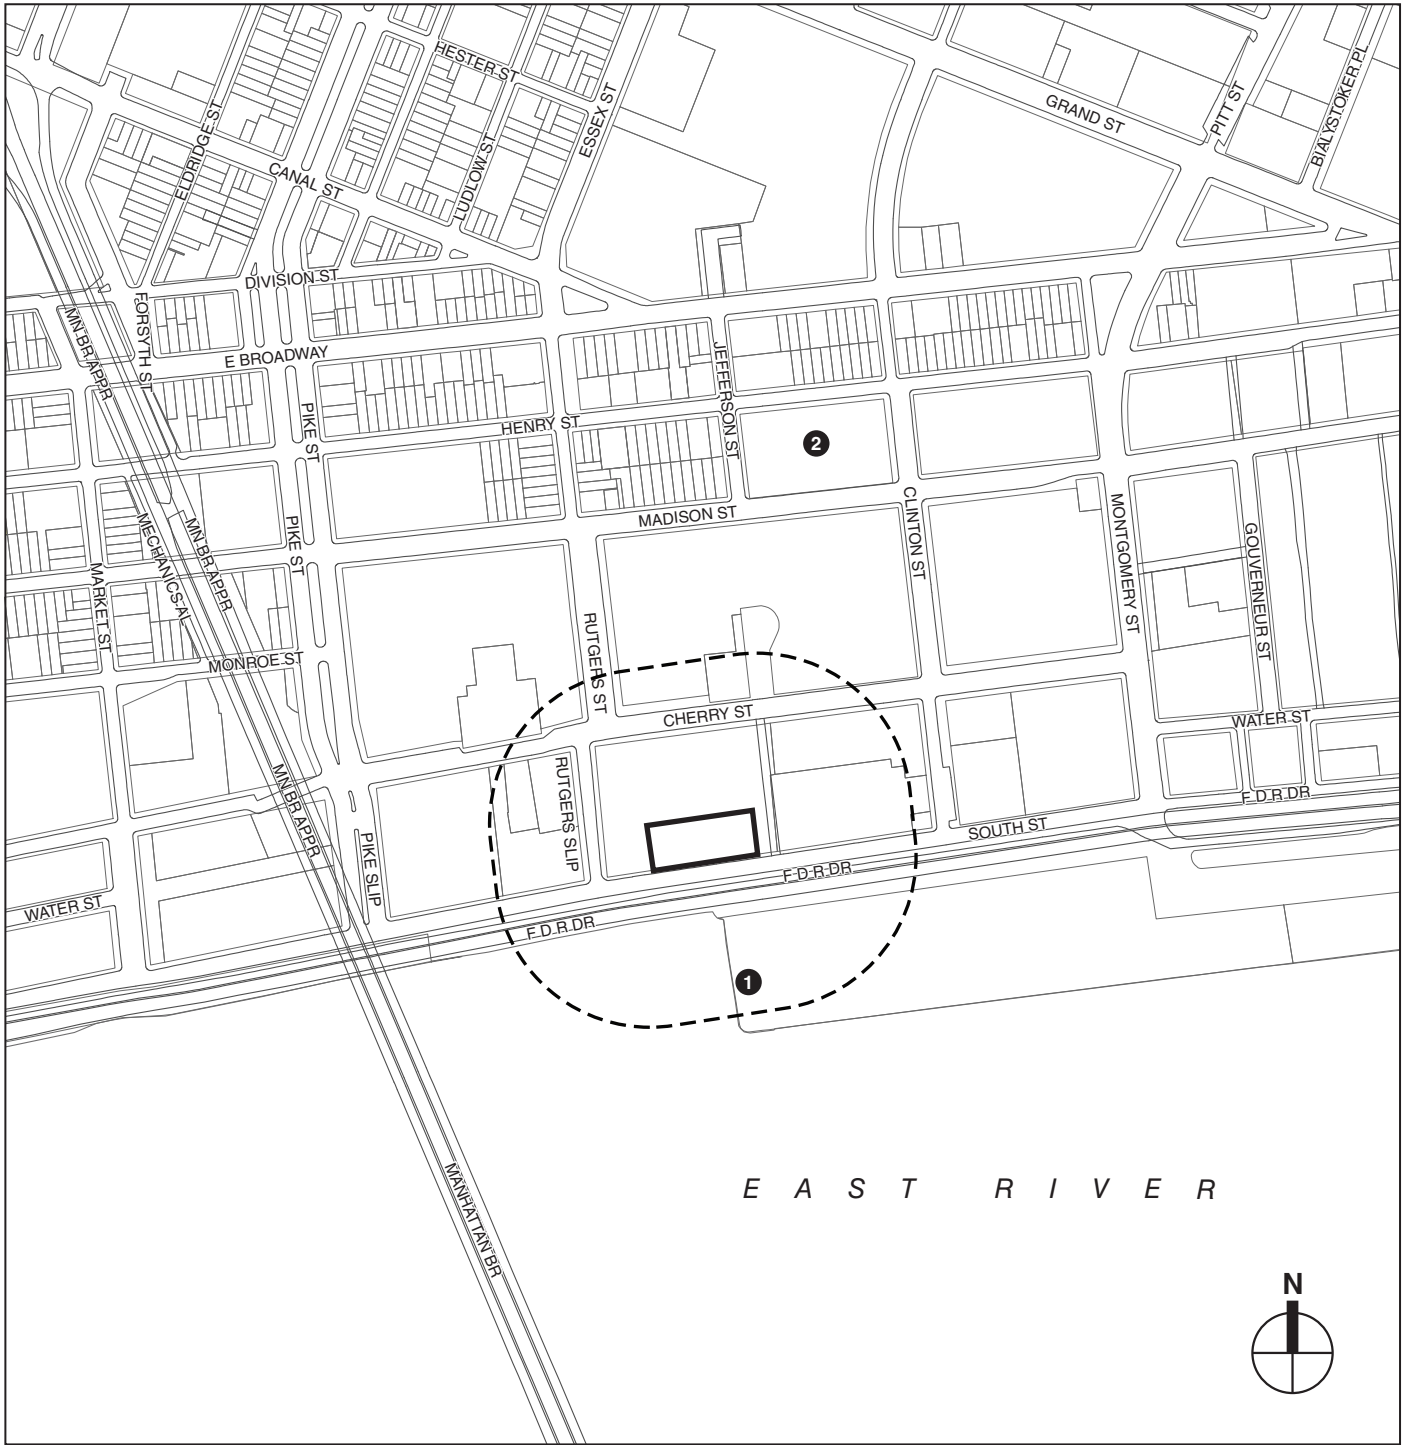 HESTER ST
ESSEX ST
GRAND ST
PITT ST
BIALYSTOKER PL
ELDRIDGE ST
LUDLOW ST
CANAL ST
DIVISION ST
FORSYTH ST
MN BR APPR
E BROADWAY
JEFFERSON ST
PIKE ST
HENRY ST
2
MADISON ST
CLINTON ST
MONTGOMERY ST
GOUVERNEUR ST
MECHANICS AL
MN BR APPR
PIKE ST
MARKET ST
RUTGERS ST
MONROE ST
CHERRY ST
WATER ST
MN BR APPR
RUTGERS SLIP
F D R DR
SOUTH ST
PIKE SLIP
F D R DR
WATER ST
F D R DR
1
EAST RIVER
MANHATTAN BR
N